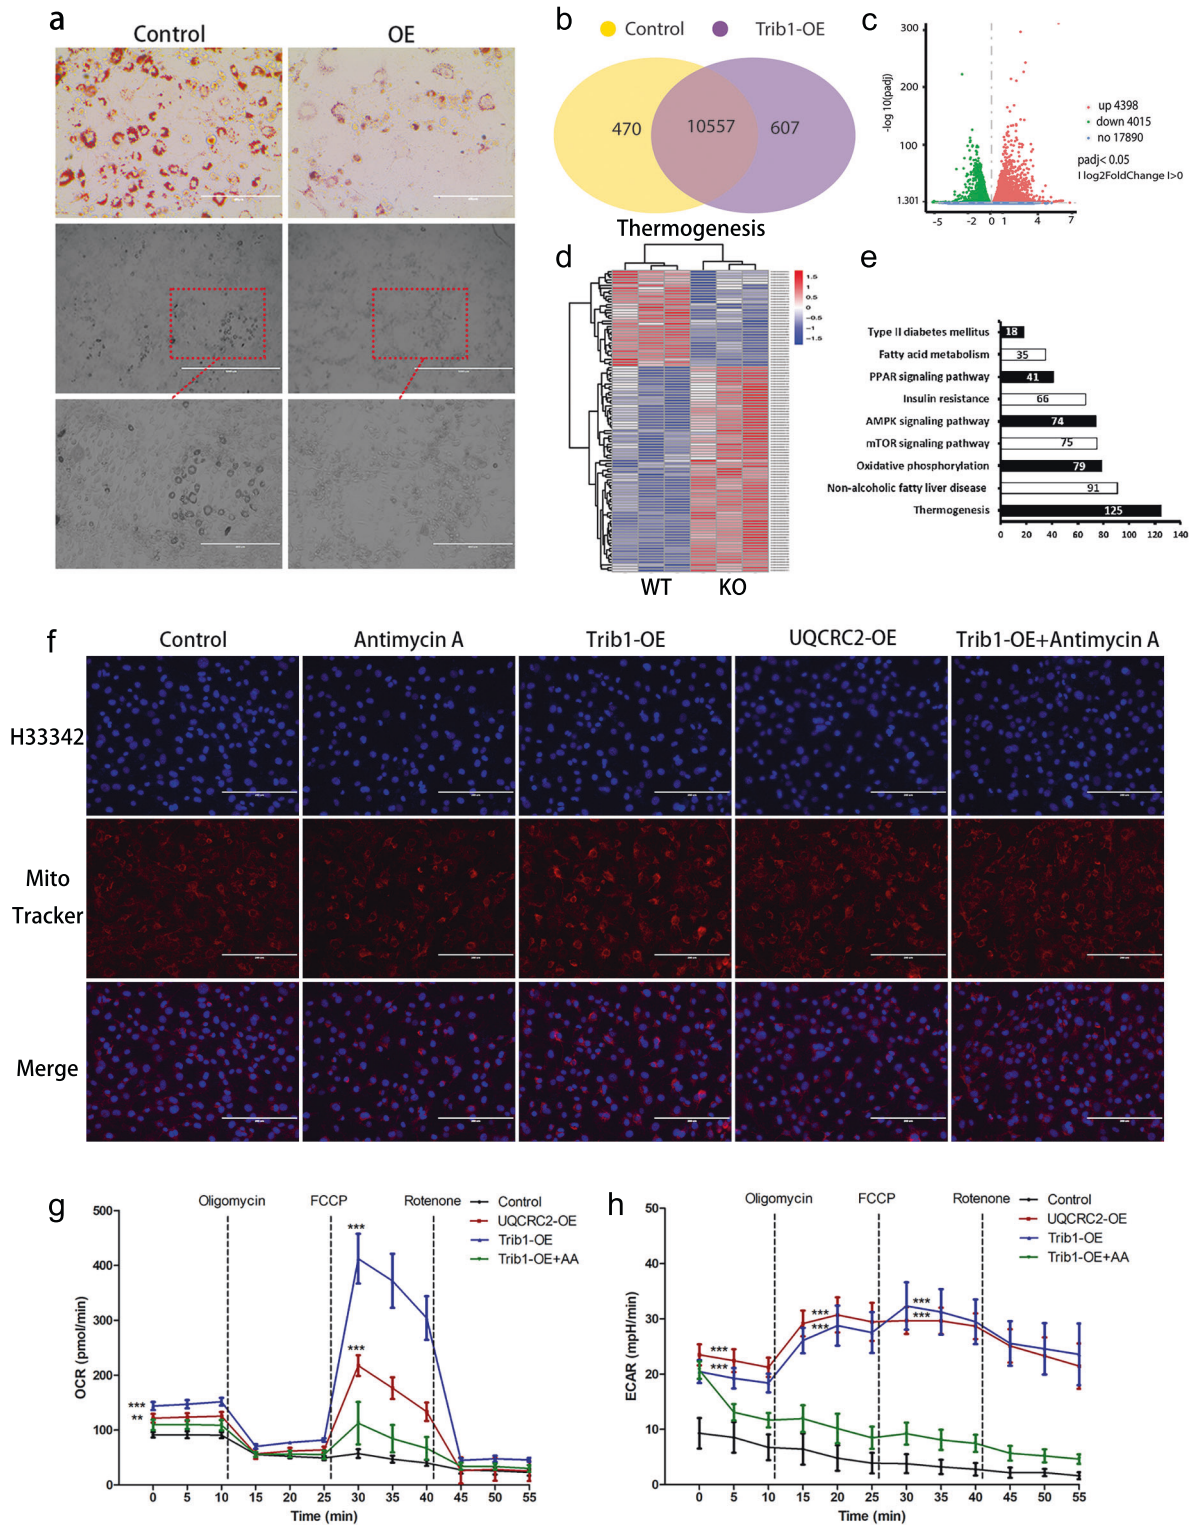 a
Control
OE
b
Control
Trib1-OE
470
10557
607
c
-log 10(padj)
300
200
100
1.301
-5
-2
0
1
4
7
up 4398
down 4015
no 17890
padj< 0.05
I log2FoldChange I>0
Thermogenesis
d
1.5
1
0.5
0
-0.5
-1
-1.5
WT
KO
e
Type II diabetes mellitus
18
Fatty acid metabolism
35
PPAR signaling pathway
41
Insulin resistance
66
AMPK signaling pathway
74
mTOR signaling pathway
75
Oxidative phosphorylation
79
Non-alcoholic fatty liver disease
91
Thermogenesis
125
0 20 40 60 80 100 120 140
f
Control
Antimycin A
Trib1-OE
UQCRC2-OE
Trib1-OE+Antimycin A
H33342
Mito
Tracker
Merge
g
Oligomycin
FCCP
Rotenone
Control
UQCRC2-OE
Trib1-OE
Trib1-OE+AA
OCR (pmol/min)
500
400
300
200
100
0
***
**
***
***
0 5 10 15 20 25 30 35 40 45 50 55
Time (min)
h
Oligomycin
FCCP
Rotenone
Control
UQCRC2-OE
Trib1-OE
Trib1-OE+AA
ECAR (mpH/min)
50
40
30
20
10
0
***
***
***
***
***
***
0 5 10 15 20 25 30 35 40 45 50 55
Time (min)